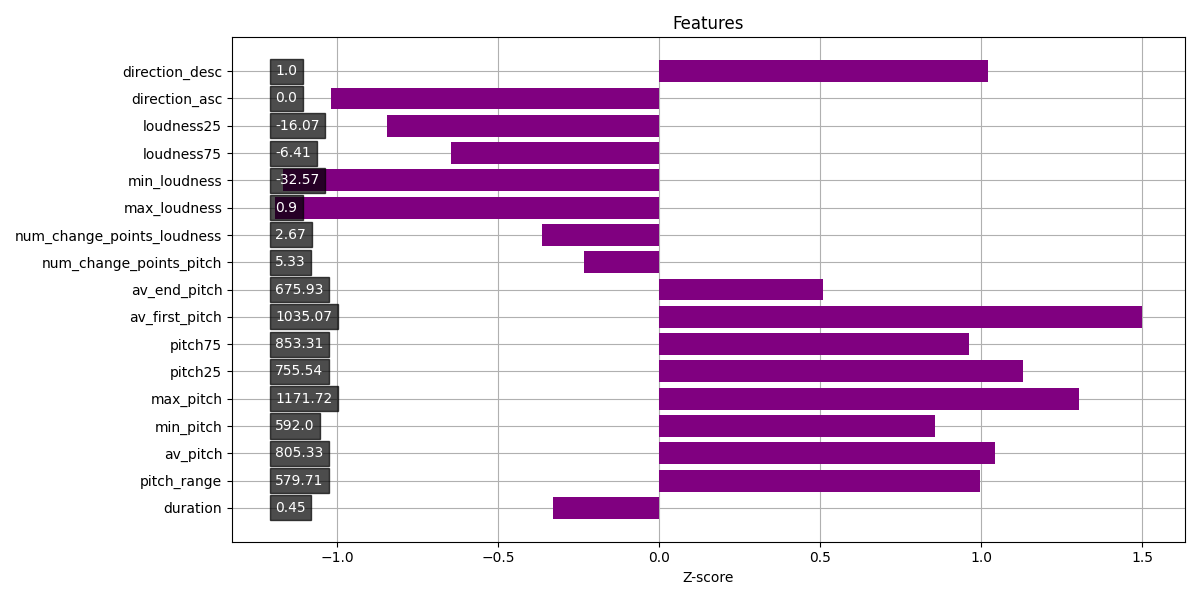 Features
direction_desc 1.0
direction_asc 0.0
loudness25 -16.07
loudness75 -6.41
min_loudness -32.57
max_loudness 0.9
num_change_points_loudness 2.67
num_change_points_pitch 5.33
av_end_pitch 675.93
av_first_pitch 1035.07
pitch75 853.31
pitch25 755.54
max_pitch 1171.72
min_pitch 592.0
av_pitch 805.33
pitch_range 579.71
duration 0.45
−1.0 −0.5 0.0 0.5 1.0 1.5
Z-score